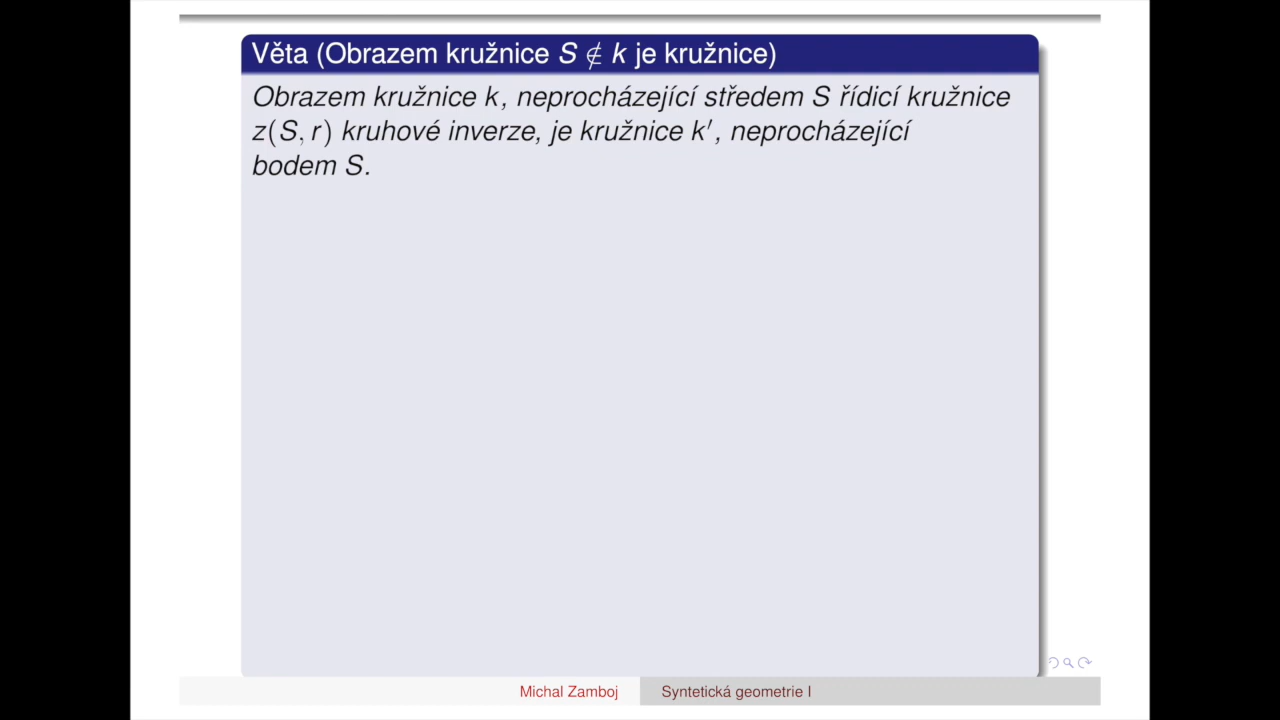 Věta (Obrazem kružnice S ∉ k je kružnice)
Obrazem kružnice k, neprocházející středem S řídicí kružnice
z(S, r) kruhové inverze, je kružnice k′, neprocházející
bodem S.
Michal Zamboj
Syntetická geometrie I